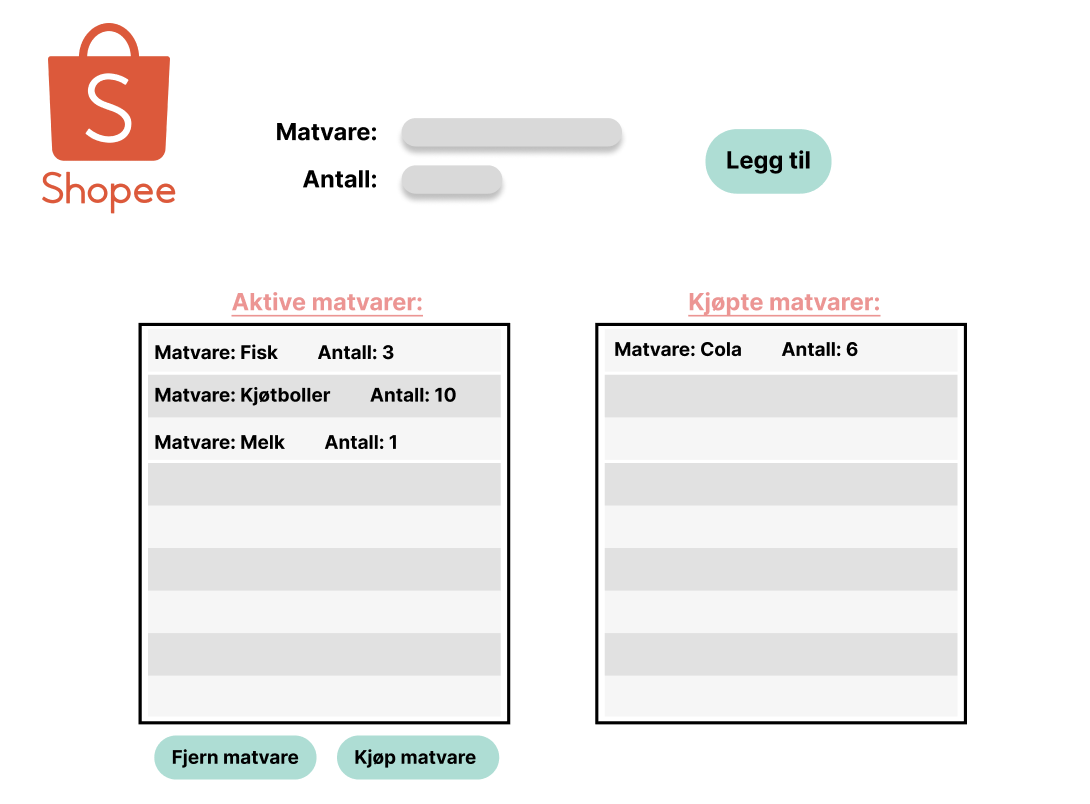 S
Shopee
Matvare:
Antall:
Legg til
Aktive matvarer:
Matvare: Fisk Antall: 3
Matvare: Kjøtboller Antall: 10
Matvare: Melk Antall: 1
Fjern matvare
Kjøp matvare
Kjøpte matvarer:
Matvare: Cola Antall: 6